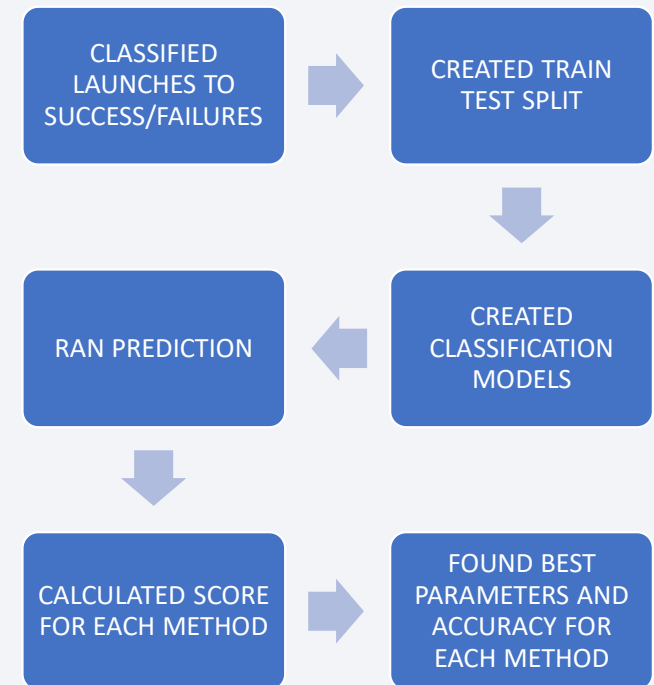 CLASSIFIED
LAUNCHES TO
SUCCESS/FAILURES
CREATED TRAIN
TEST SPLIT
CREATED
CLASSIFICATION
MODELS
RAN PREDICTION
CALCULATED SCORE
FOR EACH METHOD
FOUND BEST
PARAMETERS AND
ACCURACY FOR
EACH METHOD